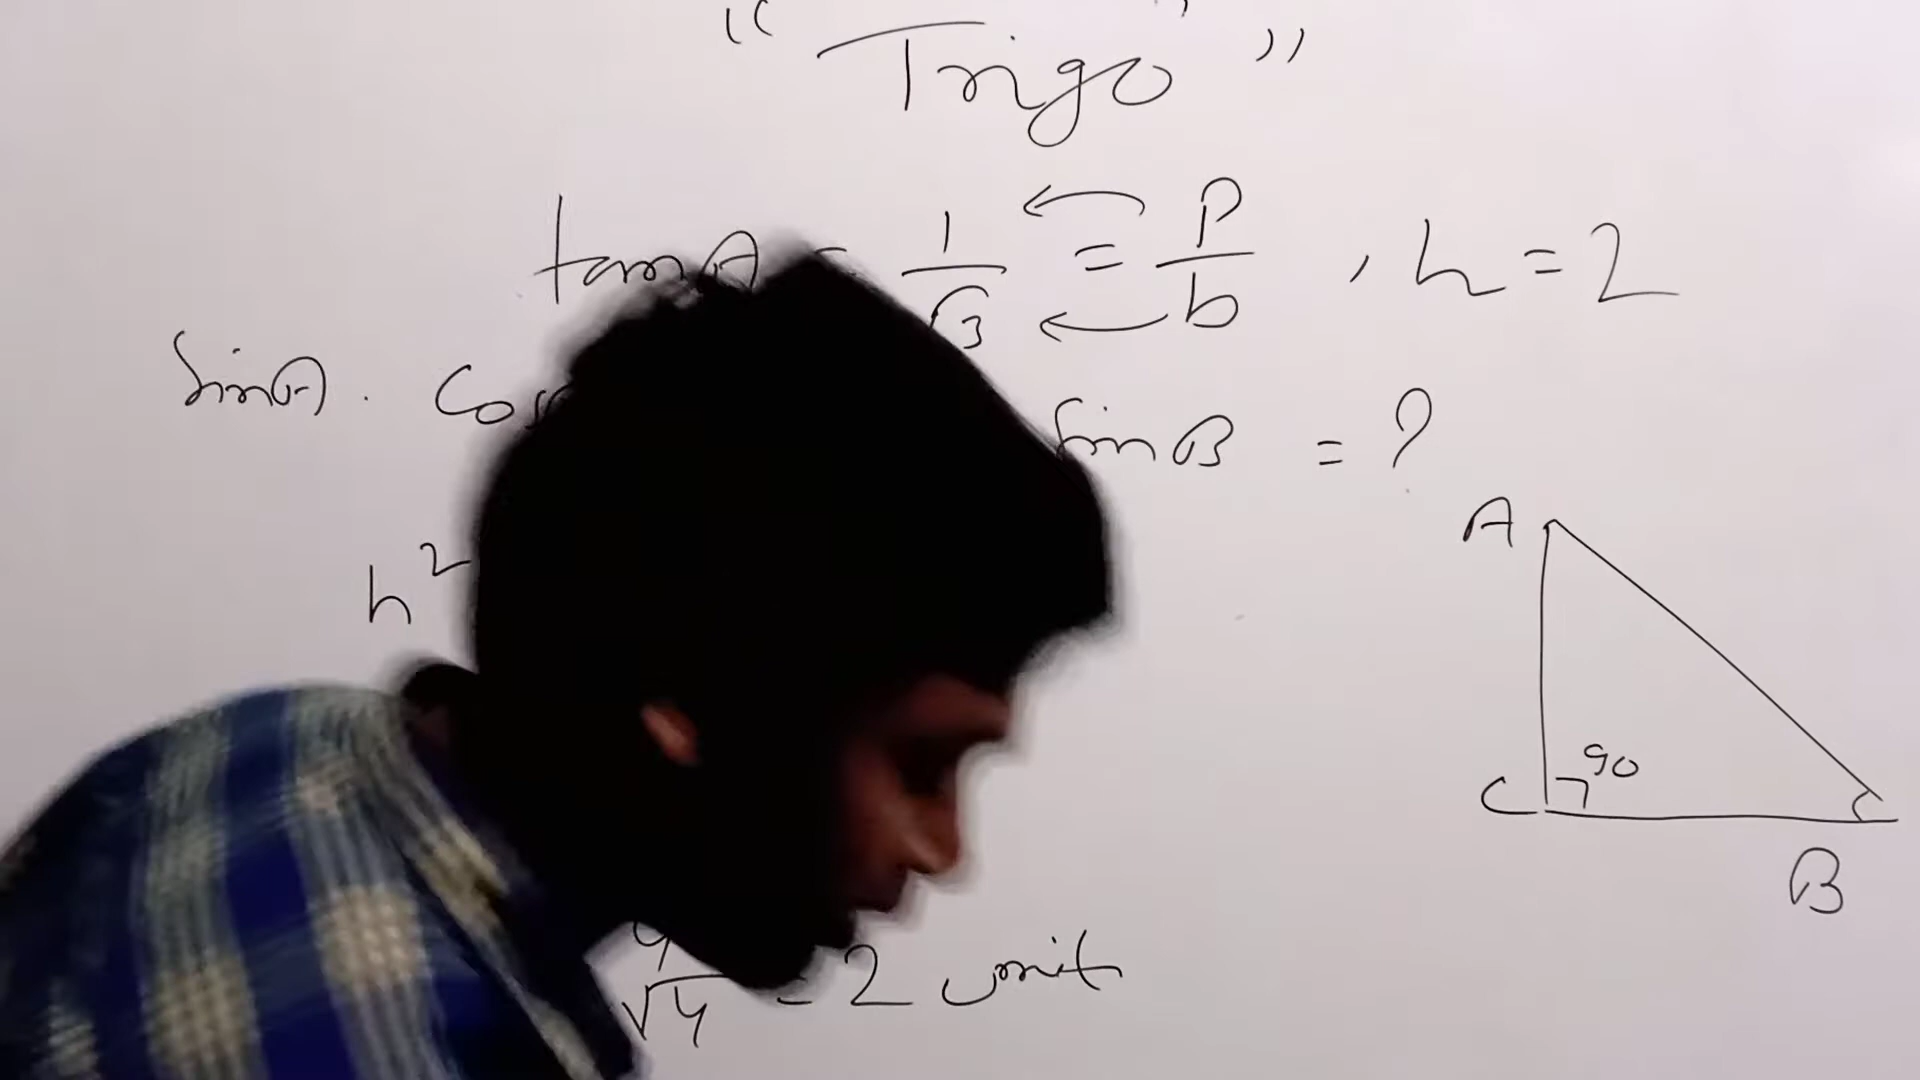 “ Trigo ”
tanA = 1/√3 = P/b , h = 2
SinA . Cos SinB = ?
h²
A
90
C
B
√4 = 2 unit